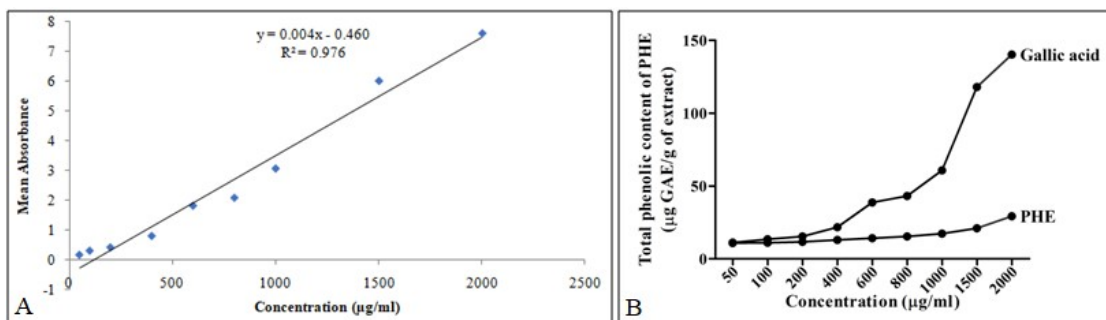 8
7
6
5
4
3
2
1
0
-1
Mean Absorbance
y = 0.004x - 0.460
R² = 0.976
0
500
1000
1500
2000
2500
Concentration (µg/ml)
A
Total phenolic content of PHE
(µg GAE/g of extract)
150
100
50
0
Gallic acid
PHE
50
100
200
400
600
800
1000
1500
2000
Concentration (µg/ml)
B